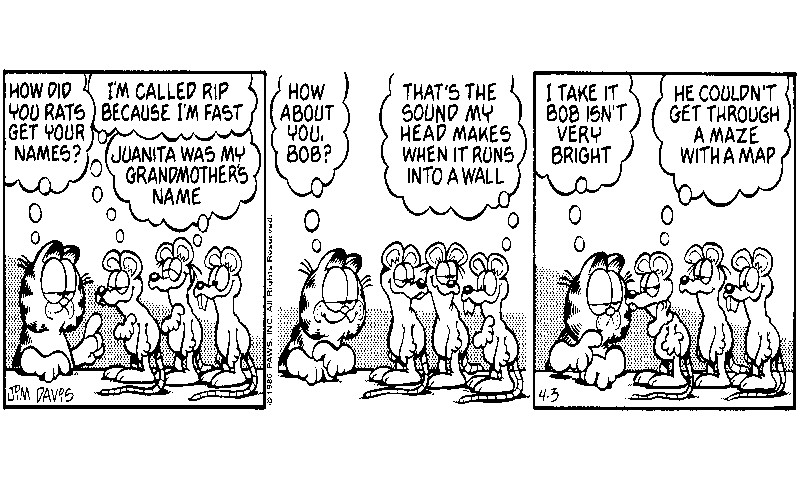 HOW DID
YOU RATS
GET YOUR
NAMES?
I'M CALLED RIP
BECAUSE I'M FAST
JUANITA WAS MY
GRANDMOTHER'S
NAME
JIM DAVIS
© 1980 PAWS, INC. All Rights Reserved.
HOW
ABOUT
YOU,
BOB?
THAT'S THE
SOUND MY
HEAD MAKES
WHEN IT RUNS
INTO A WALL
I TAKE IT
BOB ISN'T
VERY
BRIGHT
HE COULDN'T
GET THROUGH
A MAZE
WITH A MAP
4-3